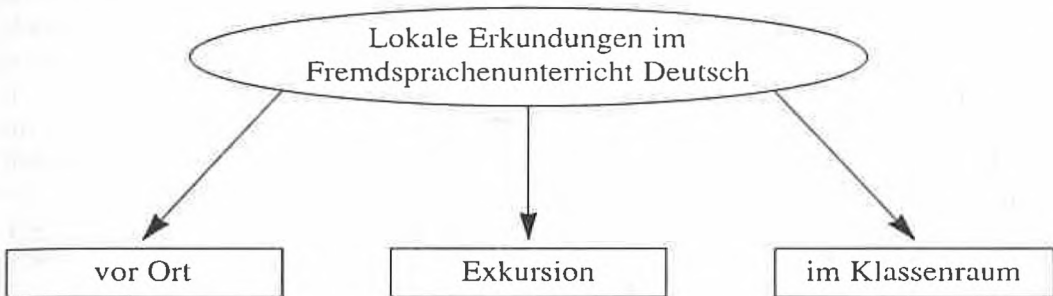 Lokale Erkundungen im
Fremdsprachenunterricht Deutsch
vor Ort
Exkursion
im Klassenraum